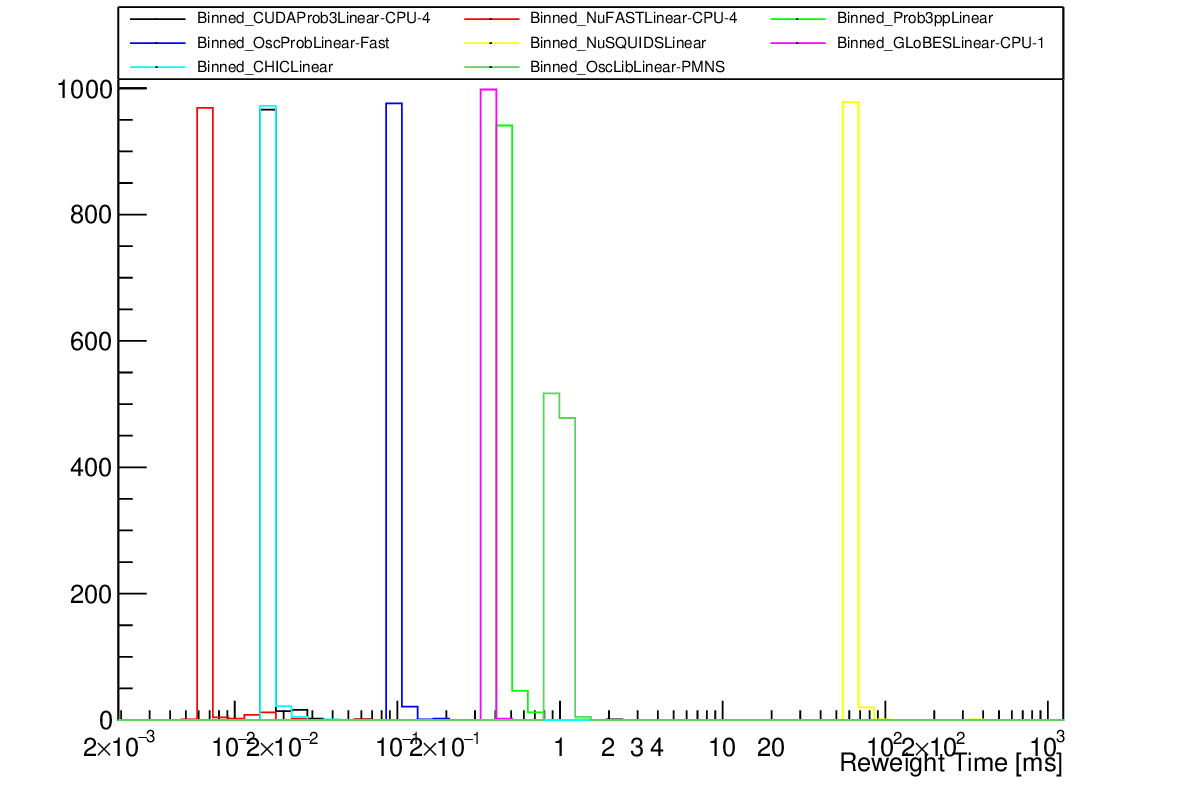 Binned_CUDAProb3Linear-CPU-4 Binned_NuFASTLinear-CPU-4 Binned_Prob3ppLinear
Binned_OscProbLinear-Fast Binned_NuSQUIDSLinear Binned_GLoBESLinear-CPU-1
Binned_CHICLinear Binned_OscLibLinear-PMNS
1000
800
600
400
200
0
2×10⁻³ 10⁻² 2×10⁻² 10⁻¹ 2×10⁻¹ 1 2 3 4 10 20 10² 2×10² 10³
Reweight Time [ms]